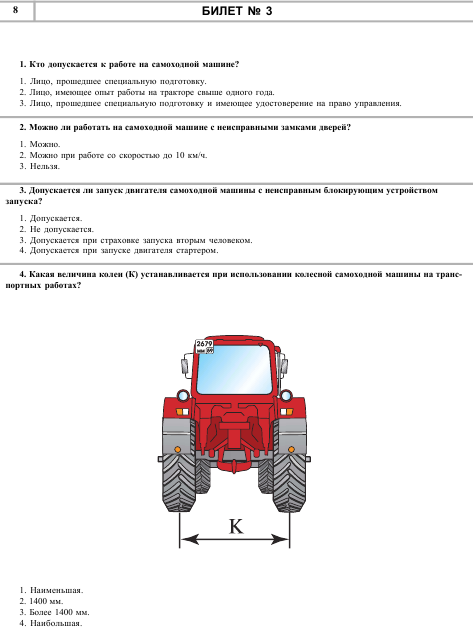 8
БИЛЕТ № 3
1. Кто допускается к работе на самоходной машине?
1. Лицо, прошедшее специальную подготовку.
2. Лицо, имеющее опыт работы на тракторе свыше одного года.
3. Лицо, прошедшее специальную подготовку и имеющее удостоверение на право управления.
2. Можно ли работать на самоходной машине с неисправными замками дверей?
1. Можно.
2. Можно при работе со скоростью до 10 км/ч.
3. Нельзя.
3. Допускается ли запуск двигателя самоходной машины с неисправным блокирующим устройством
запуска?
1. Допускается.
2. Не допускается.
3. Допускается при страховке запуска вторым человеком.
4. Допускается при запуске двигателя стартером.
4. Какая величина колеи (К) устанавливается при использовании колесной самоходной машины на транс-
портных работах?
2679
К
1. Наименьшая.
2. 1400 мм.
3. Более 1400 мм.
4. Наибольшая.